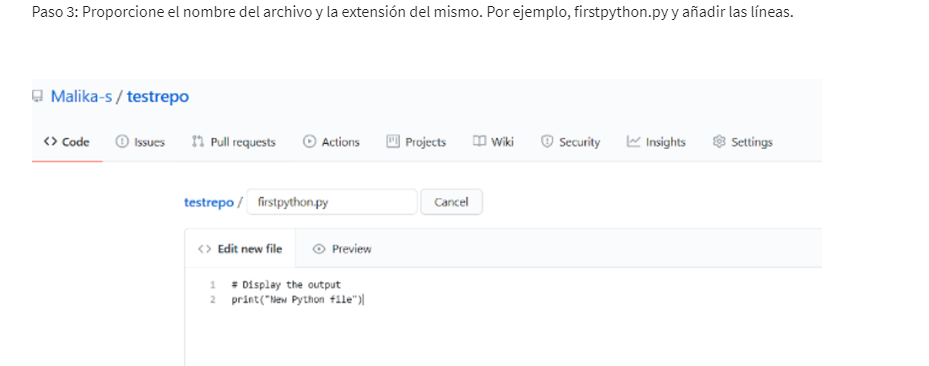 Paso 3: Proporcione el nombre del archivo y la extensión del mismo. Por ejemplo, firstpython.py y añadir las líneas.
Malika-s / testrepo
<> Code Issues Pull requests Actions Projects Wiki Security Insights Settings
testrepo / firstpython.py Cancel
<> Edit new file Preview
1 # Display the output
2 print("New Python file")